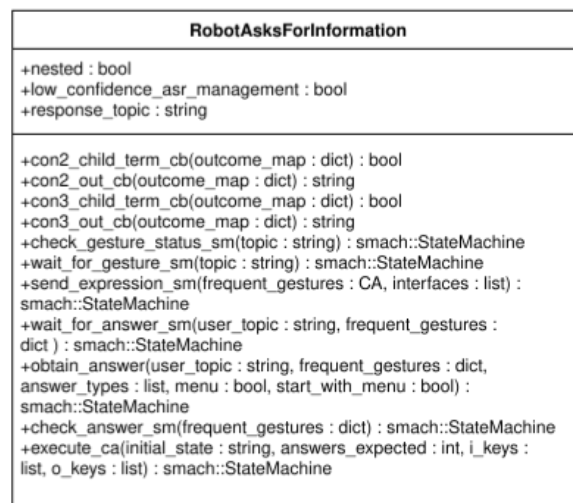 RobotAsksForInformation
+nested : bool
+low_confidence_asr_management : bool
+response_topic : string
+con2_child_term_cb(outcome_map : dict) : bool
+con2_out_cb(outcome_map : dict) : string
+con3_child_term_cb(outcome_map : dict) : bool
+con3_out_cb(outcome_map : dict) : string
+check_gesture_status_sm(topic : string) : smach::StateMachine
+wait_for_gesture_sm(topic : string) : smach::StateMachine
+send_expression_sm(frequent_gestures : CA, interfaces : list) :
smach::StateMachine
+wait_for_answer_sm(user_topic : string, frequent_gestures :
dict ) : smach::StateMachine
+obtain_answer(user_topic : string, frequent_gestures : dict,
answer_types : list, menu : bool, start_with_menu : bool) :
smach::StateMachine
+check_answer_sm(frequent_gestures : dict) : smach::StateMachine
+execute_ca(initial_state : string, answers_expected : int, i_keys :
list, o_keys : list) : smach::StateMachine